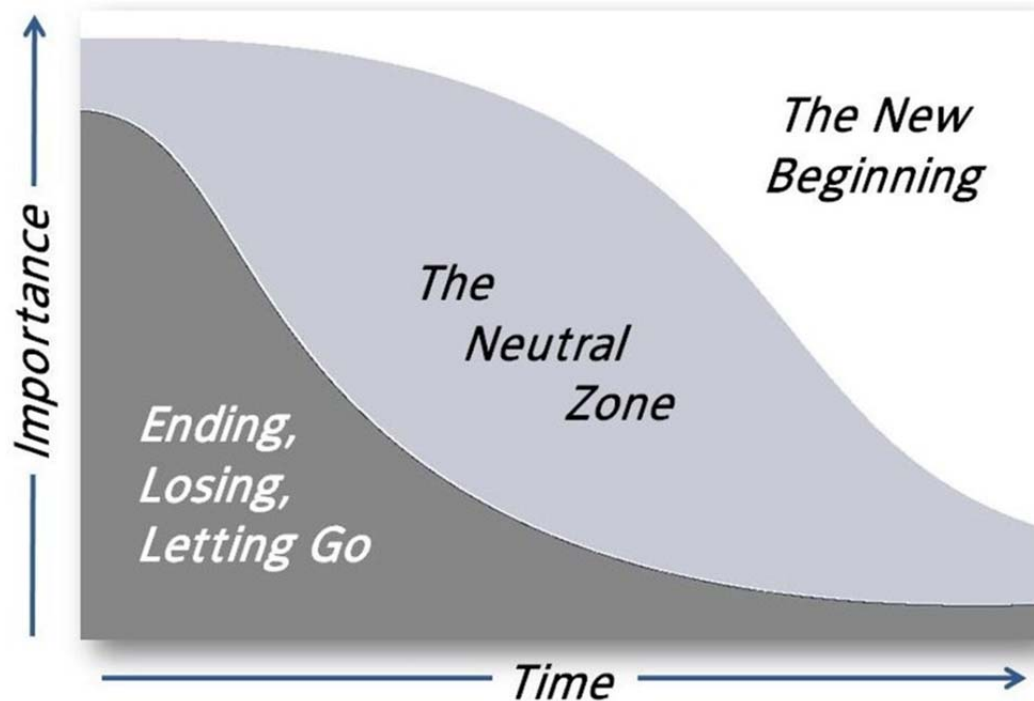 Importance
The New
Beginning
The
Neutral
Zone
Ending,
Losing,
Letting Go
Time